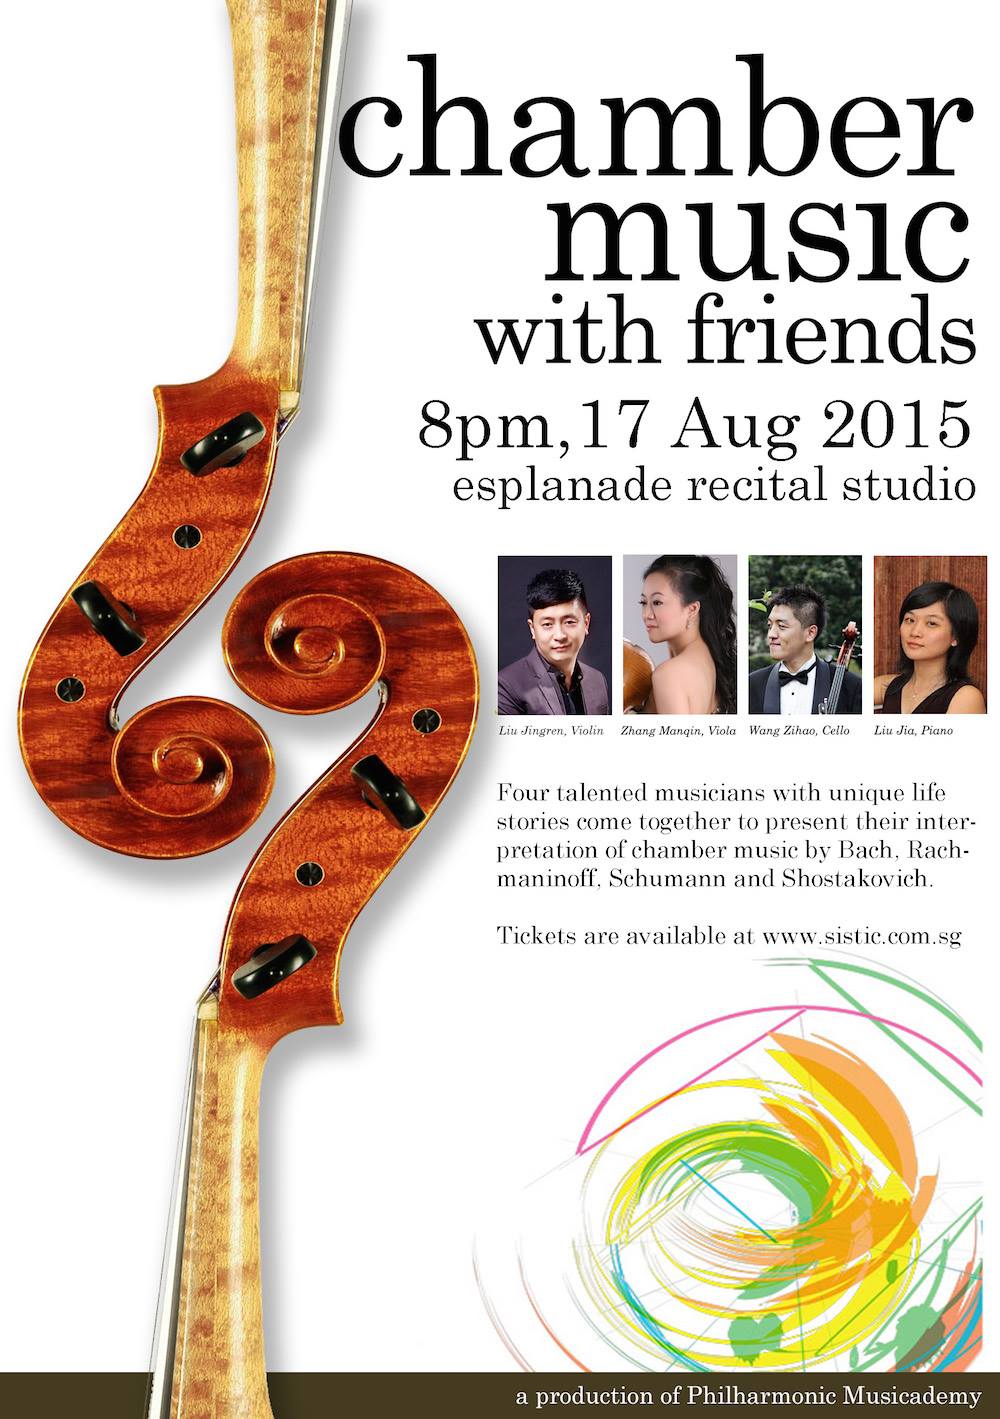 chamber
music
with friends
8pm,17 Aug 2015
esplanade recital studio
Liu Jingren, Violin
Zhang Manqin, Viola
Wang Zihao, Cello
Liu Jia, Piano
Four talented musicians with unique life
stories come together to present their inter-
pretation of chamber music by Bach, Rach-
maninoff, Schumann and Shostakovich.
Tickets are available at www.sistic.com.sg
a production of Philharmonic Musicademy